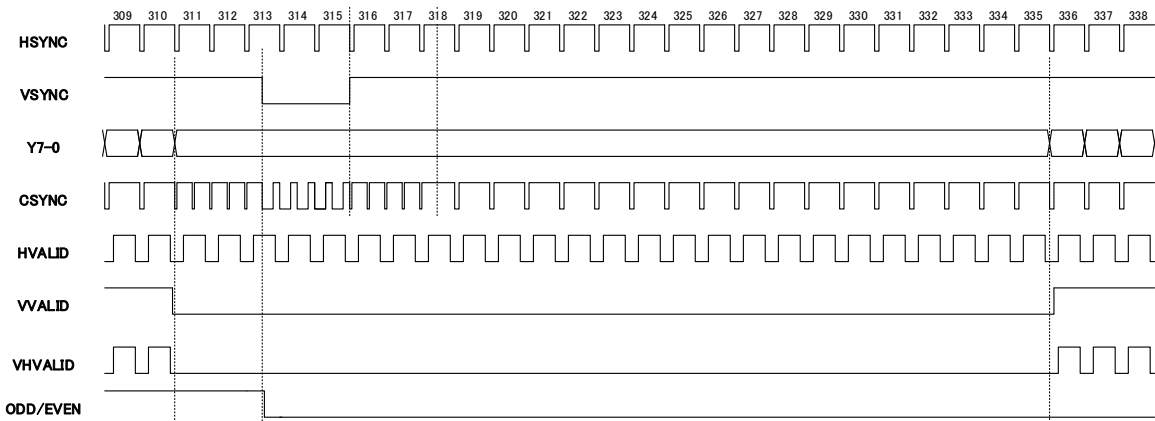 309 310 311 312 313 314 315 316 317 318 319 320 321 322 323 324 325 326 327 328 329 330 331 332 333 334 335 336 337 338
HSYNC
VSYNC
Y7-0
CSYNC
HVALID
VVALID
VHVALID
ODD/EVEN